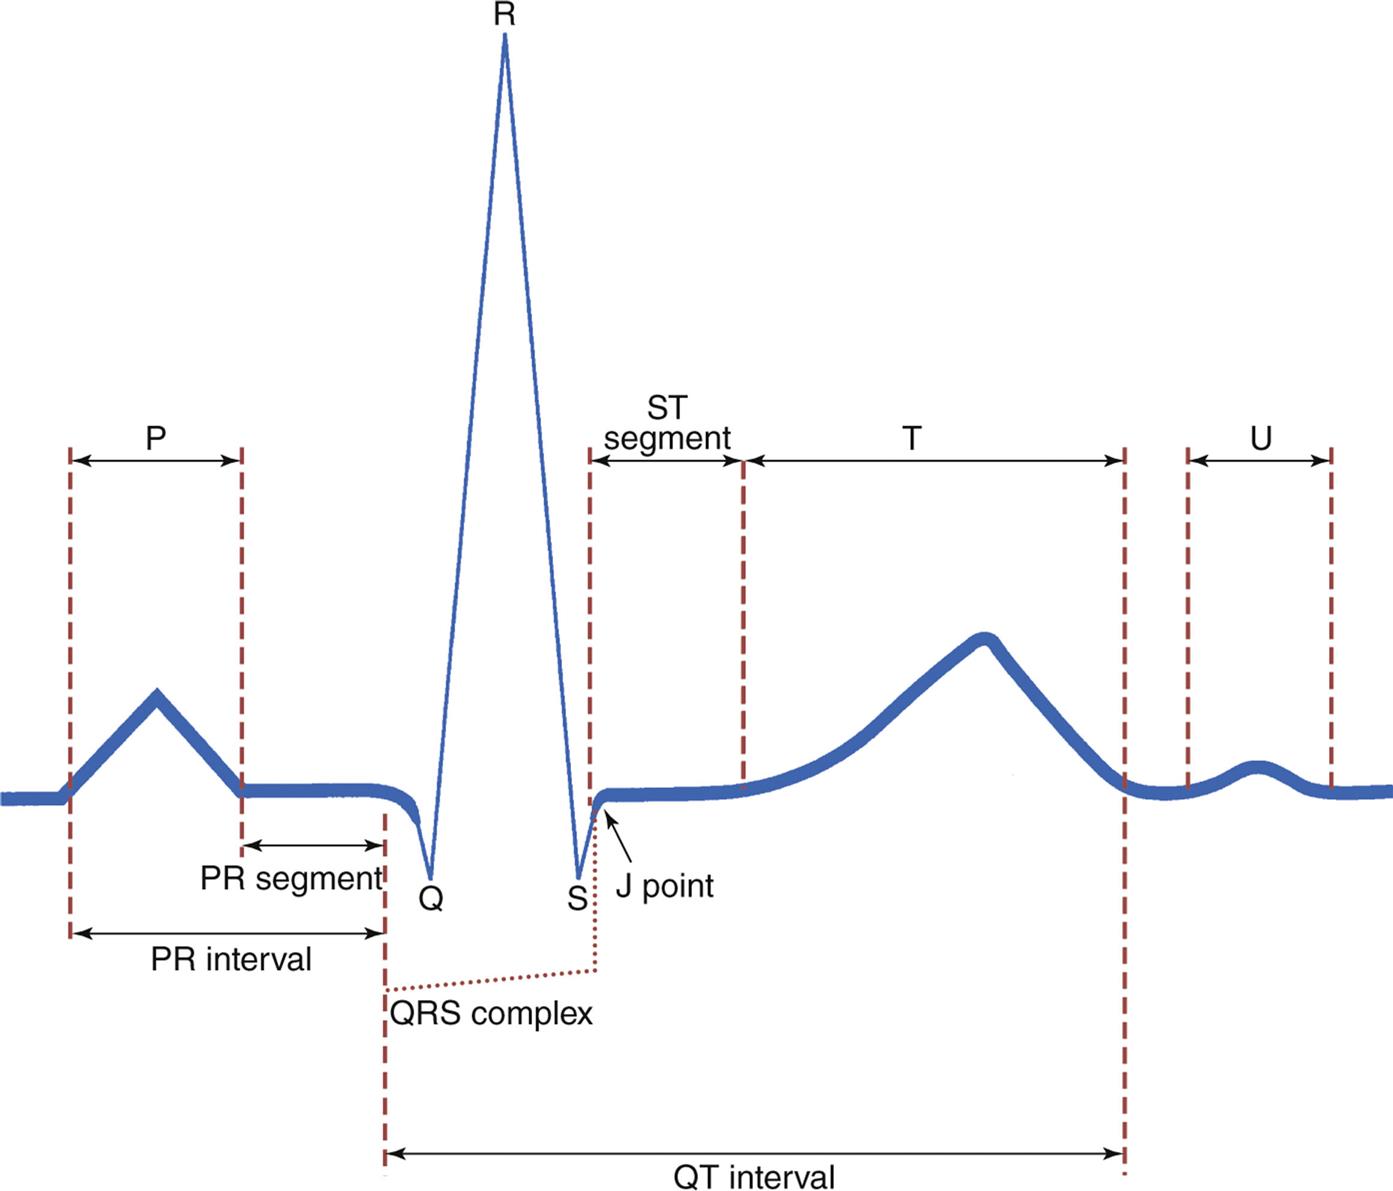 R
P
ST
segment
T
U
PR segment
Q
S
J point
PR interval
QRS complex
QT interval